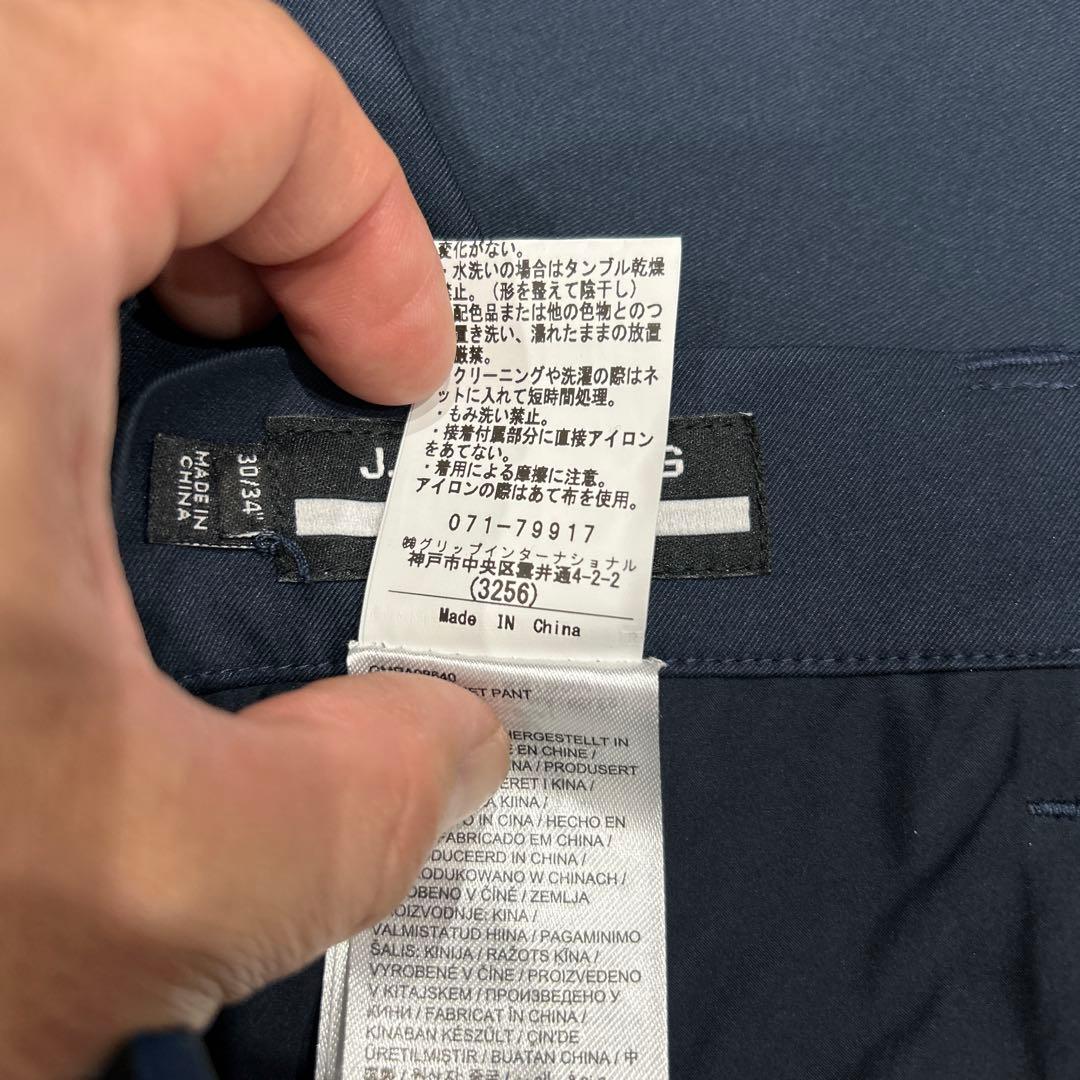 変化がない。
・水洗いの場合はタンブル乾燥
禁止。（形を整えて陰干し）
配色品または他の色物とのつ
置き洗い、濡れたままの放置
厳禁。
クリーニングや洗濯の際はネ
ットに入れて短時間処理。
・もみ洗い禁止。
・接着付属部分に直接アイロン
をあてない。
・着用による摩擦に注意。
アイロンの際はあて布を使用。
071-79917
㈱グリップインターナショナル
神戸市中央区雲井通4-2-2
(3256)
Made IN China
J.
G
30/34"
MADE IN
CHINA
ET PANT
HERGESTELLT IN
EN CHINE /
NA / PRODUSERT
ERET I KINA /
A KIINA /
O IN CINA / HECHO EN
FABRICADO EM CHINA /
DUCEERD IN CHINA /
ODUKOWANO W CHINACH /
OBENO V ČÍNĚ / ZEMLJA
OIZVODNJE: KINA /
VALMISTATUD HIINA / PAGAMINIMO
ŠALIS: KINIJA / RAŽOTS ĶĪNA /
VYROBENÉ V ČÍNE / PROIZVEDENO
V KITAJSKEM / ПРОИЗВЕДЕНО У
КИНИ / FABRICAT ÎN CHINA /
KÍNÁBAN KÉSZÜLT / ÇIN'DE
ÜRETILMISTIR / BUATAN CHINA / 中